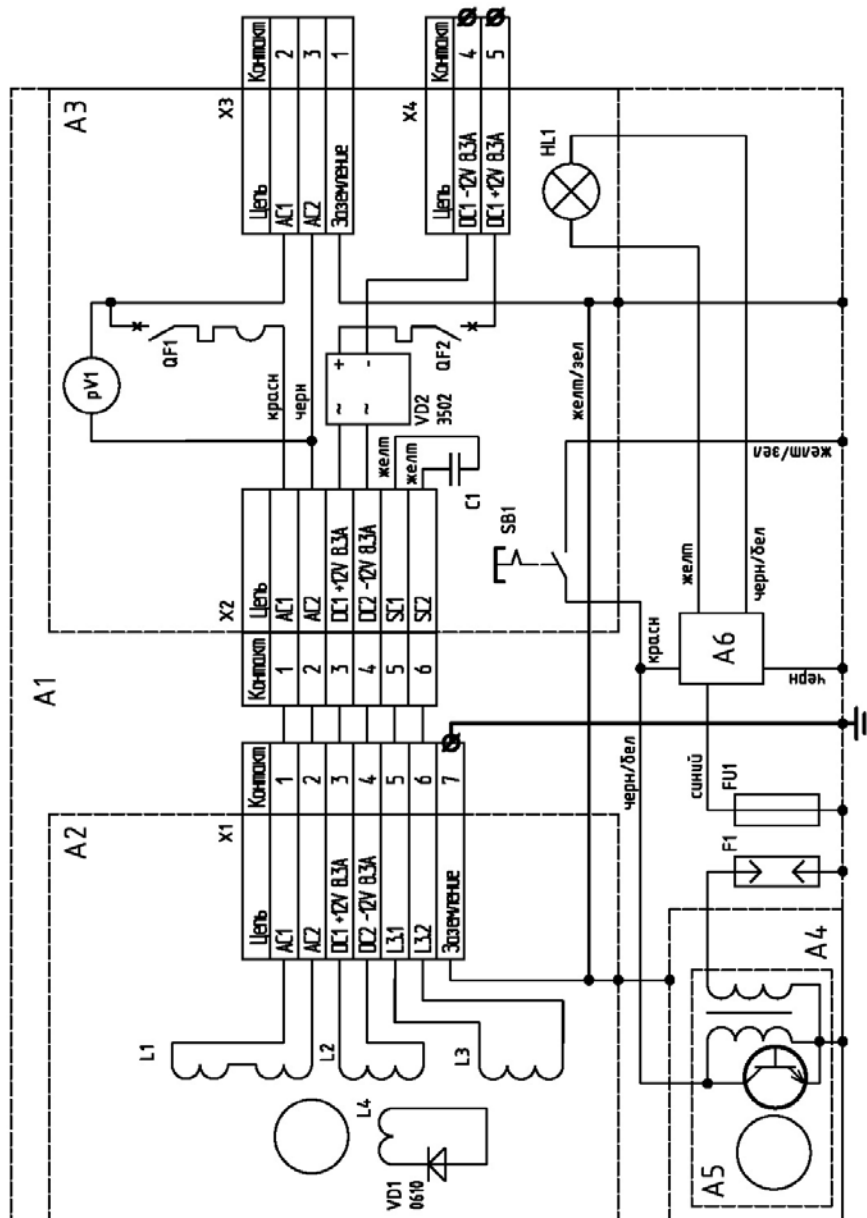 A1
A2
A3
L1
L2
L3
L4
VD1
0610
X1
Цепь Контакт
AC1 1
AC2 2
DC1 +12V 8.3A 3
DC2 -12V 8.3A 4
L3.1 5
L3.2 6
Заземление 7
X2
Контакт Цепь
1 AC1
2 AC2
3 DC1 +12V 8.3A
4 DC2 -12V 8.3A
5 SC1
6 SC2
pV1
QF1
красн
черн
VD2
3502
~ +
~ -
QF2
желт
желт
C1
X3
Цепь Контакт
AC1 2
AC2 3
Заземление 1
X4
Цепь Контакт
DC1 -12V 8.3A 4
DC1 +12V 8.3A 5
SB1
желт/зел
желт/зел
HL1
черн/бел
красн
желт
черн/бел
синий
A6
черн
F1
FU1
A4
A5